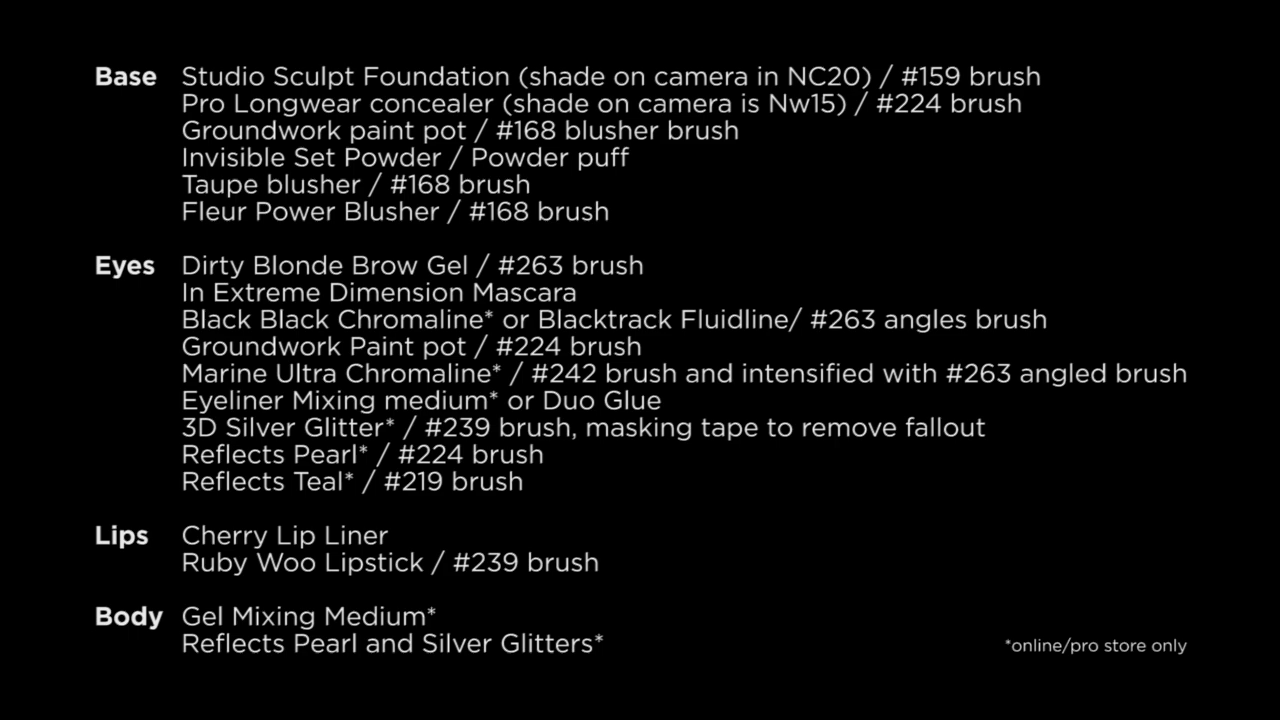 Base Studio Sculpt Foundation (shade on camera in NC20) / #159 brush
Pro Longwear concealer (shade on camera is Nw15) / #224 brush
Groundwork paint pot / #168 blusher brush
Invisible Set Powder / Powder puff
Taupe blusher / #168 brush
Fleur Power Blusher / #168 brush
Eyes Dirty Blonde Brow Gel / #263 brush
In Extreme Dimension Mascara
Black Black Chromaline* or Blacktrack Fluidline/ #263 angles brush
Groundwork Paint pot / #224 brush
Marine Ultra Chromaline* / #242 brush and intensified with #263 angled brush
Eyeliner Mixing medium* or Duo Glue
3D Silver Glitter* / #239 brush, masking tape to remove fallout
Reflects Pearl* / #224 brush
Reflects Teal* / #219 brush
Lips Cherry Lip Liner
Ruby Woo Lipstick / #239 brush
Body Gel Mixing Medium*
Reflects Pearl and Silver Glitters*
*online/pro store only